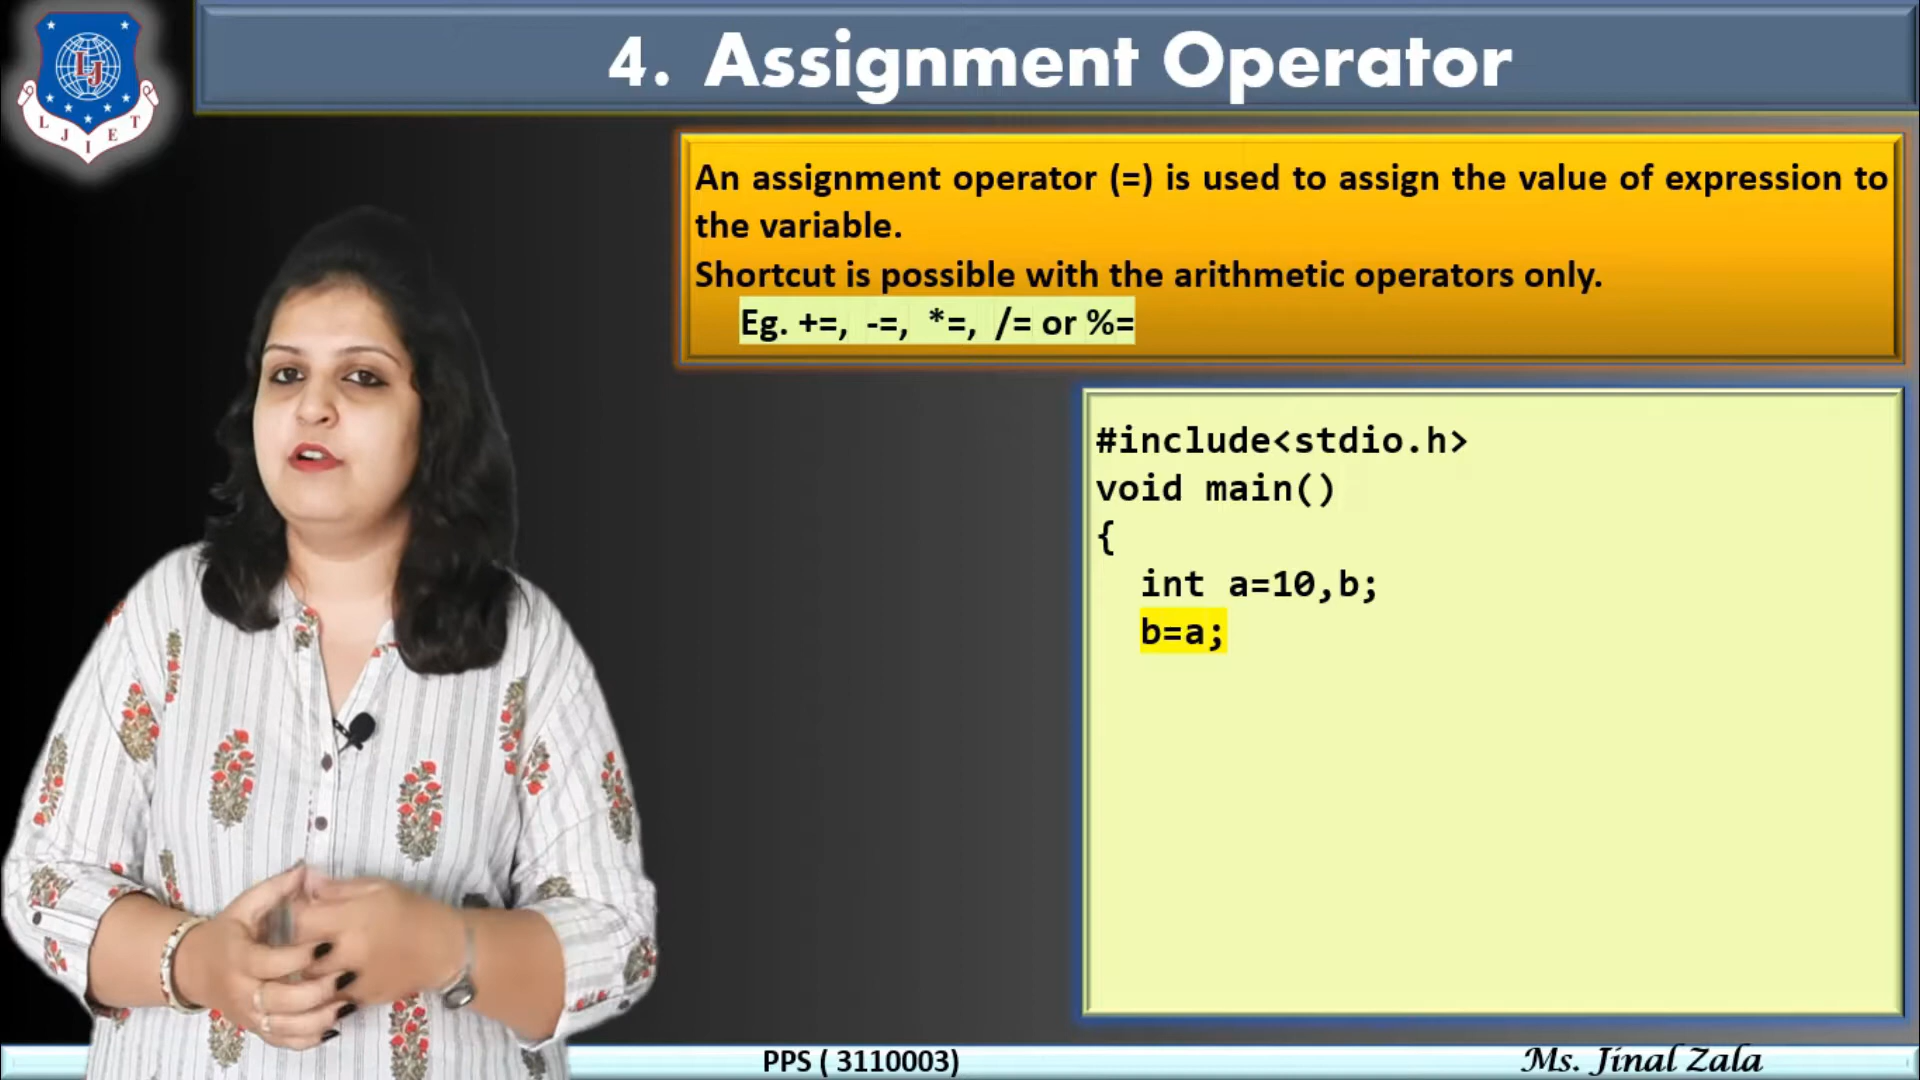 4. Assignment Operator
LJ
L J I E T
An assignment operator (=) is used to assign the value of expression to
the variable.
Shortcut is possible with the arithmetic operators only.
Eg. +=, -=, *=, /= or %=
#include<stdio.h>
void main()
{
int a=10,b;
b=a;
PPS ( 3110003)
Ms. Jinal Zala